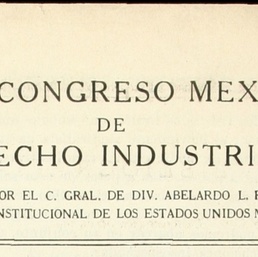 CONGRESO MEX
DE
ECHO INDUSTRI
OR EL C. GRAL. DE DIV. ABELARDO L. R
NSTITUCIONAL DE LOS ESTADOS UNIDOS M